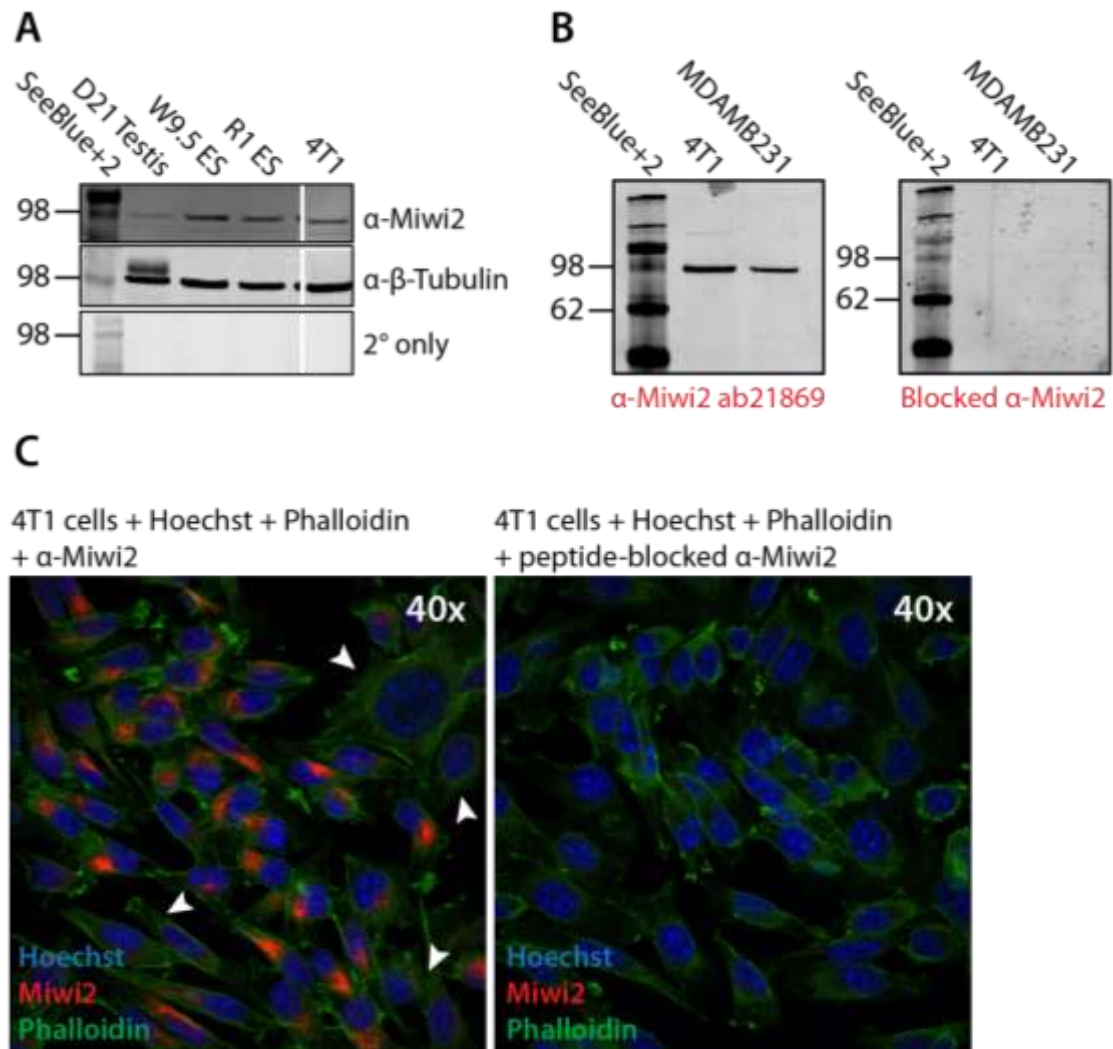 A
SeeBlue+2
D21 Testis
W9.5 ES
R1 ES
4T1
98
α-Miwi2
98
α-β-Tubulin
98
2° only
B
SeeBlue+2
4T1
MDAMB231
98
62
α-Miwi2 ab21869
SeeBlue+2
4T1
MDAMB231
98
62
Blocked α-Miwi2
C
4T1 cells + Hoechst + Phalloidin
+ α-Miwi2
40x
Hoechst
Miwi2
Phalloidin
4T1 cells + Hoechst + Phalloidin
+ peptide-blocked α-Miwi2
40x
Hoechst
Miwi2
Phalloidin